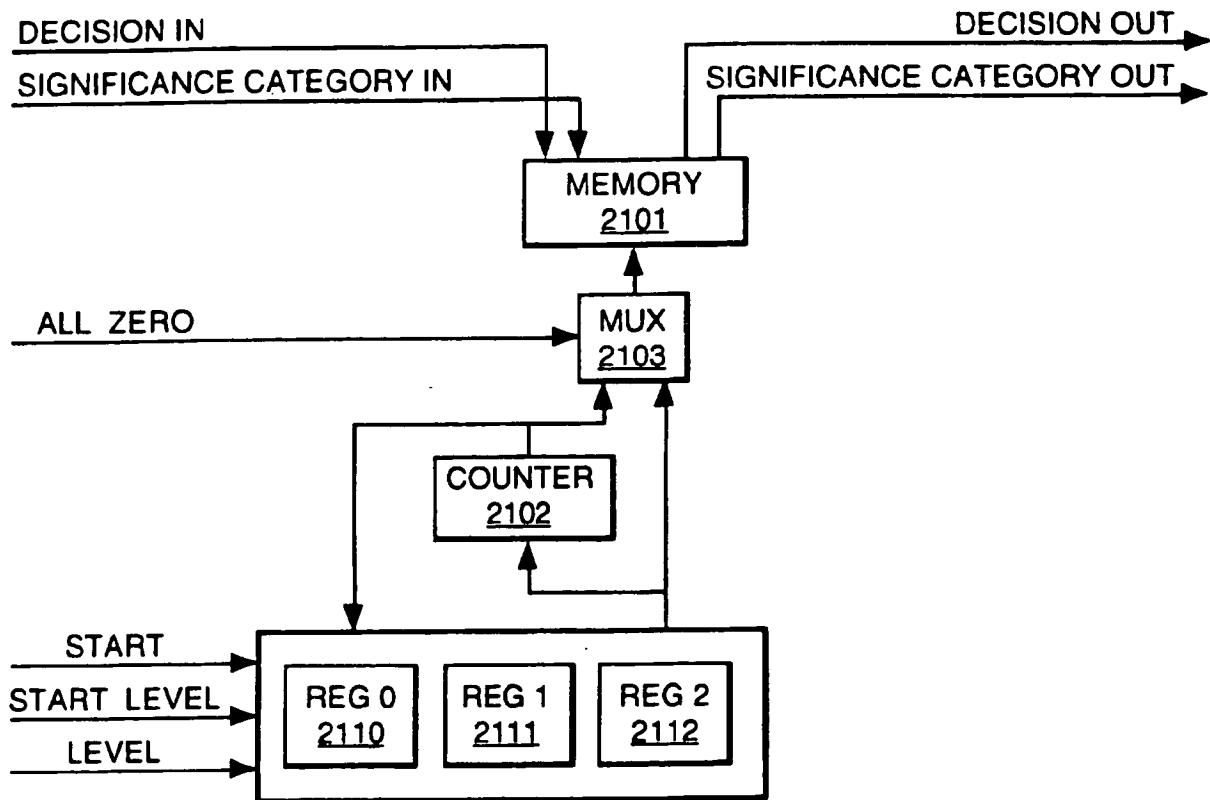 DECISION IN
DECISION OUT
SIGNIFICANCE CATEGORY IN
SIGNIFICANCE CATEGORY OUT
MEMORY
2101
ALL ZERO
MUX
2103
COUNTER
2102
START
START LEVEL
LEVEL
REG 0
2110
REG 1
2111
REG 2
2112